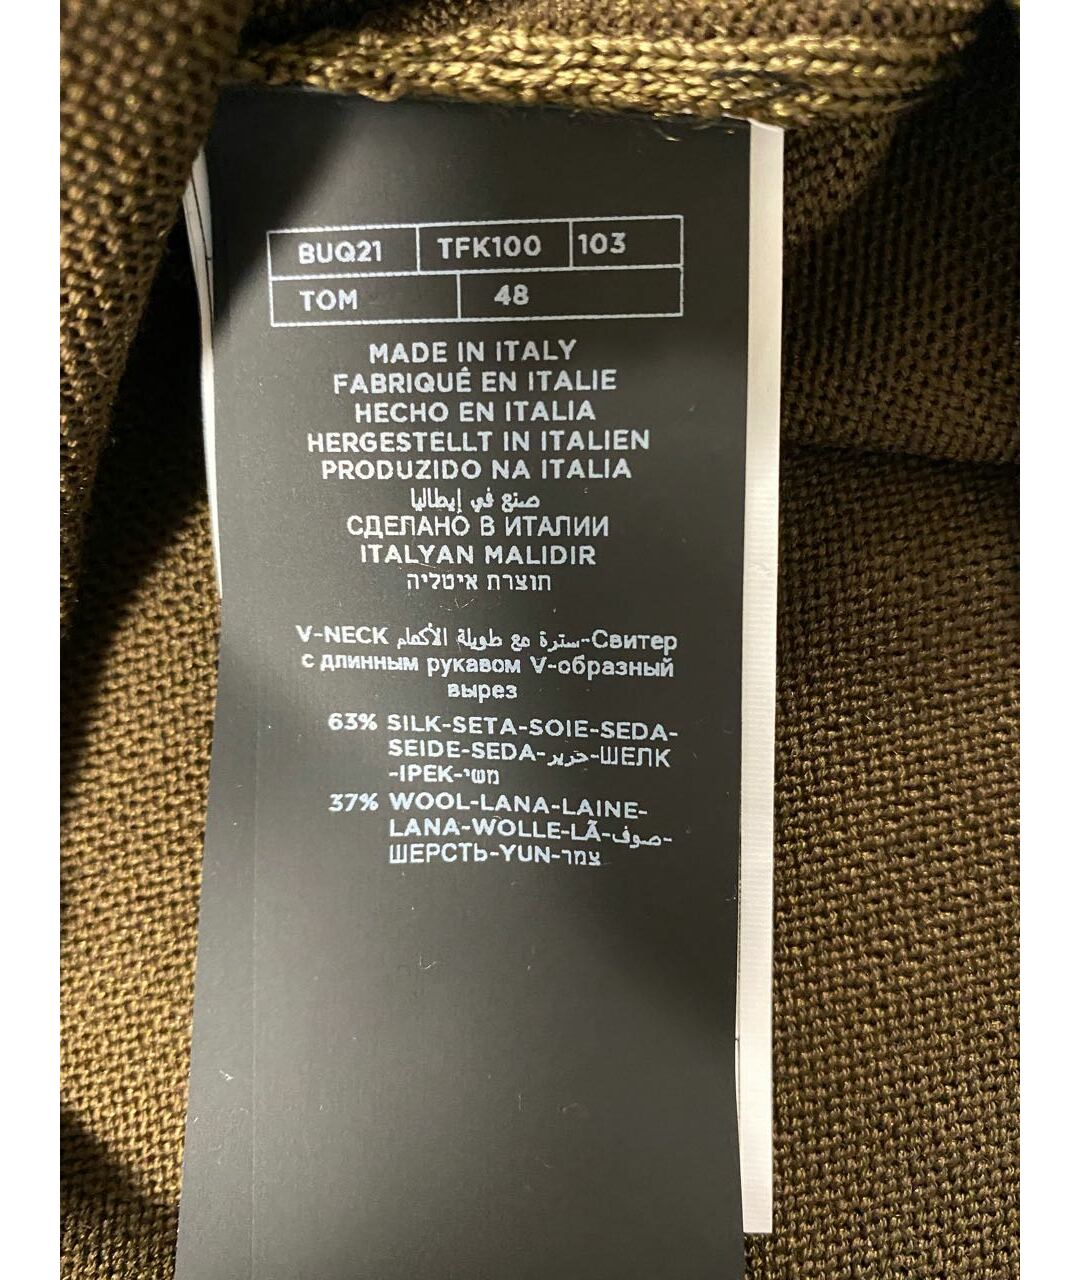 BUQ21 TFK100 103
TOM 48
MADE IN ITALY
FABRIQUÉ EN ITALIE
HECHO EN ITALIA
HERGESTELLT IN ITALIEN
PRODUZIDO NA ITALIA
صنع في إيطاليا
СДЕЛАНО В ИТАЛИИ
ITALYAN MALIDIR
תוצרת איטליה
V-NECK سترة مع طويلة الأكمام-Свитер
с длинным рукавом V-образный
вырез
63% SILK-SETA-SOIE-SEDA-
SEIDE-SEDA-حرير-ШЕЛК
-IPEK-משי
37% WOOL-LANA-LAINE-
LANA-WOLLE-LÃ-صوف-
ШЕРСТЬ-YUN-צמר